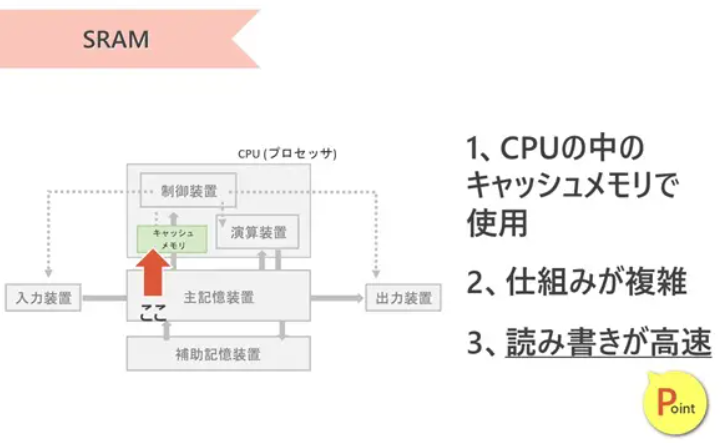 SRAM
CPU (プロセッサ)
制御装置
キャッシュ
メモリ
演算装置
入力装置
主記憶装置
出力装置
ここ
補助記憶装置
1、CPUの中の
キャッシュメモリで
使用
2、仕組みが複雑
3、読み書きが高速
Point